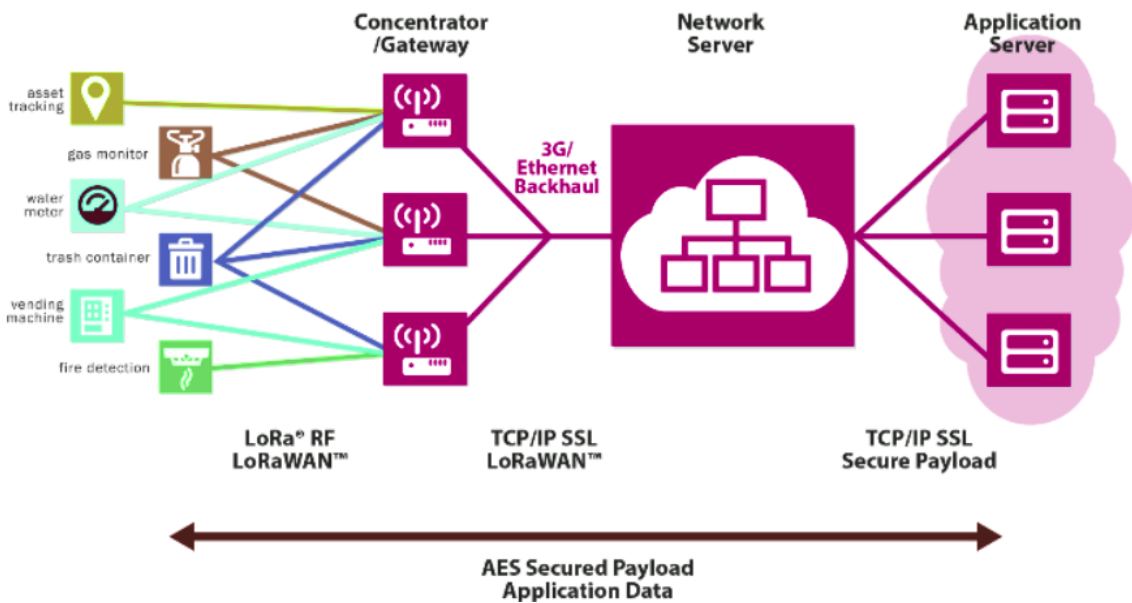 Concentrator
/Gateway
Network
Server
Application
Server
asset
tracking
gas monitor
water
meter
trash container
vending
machine
fire detection
3G/
Ethernet
Backhaul
LoRa® RF
LoRaWAN™
TCP/IP SSL
LoRaWAN™
TCP/IP SSL
Secure Payload
AES Secured Payload
Application Data